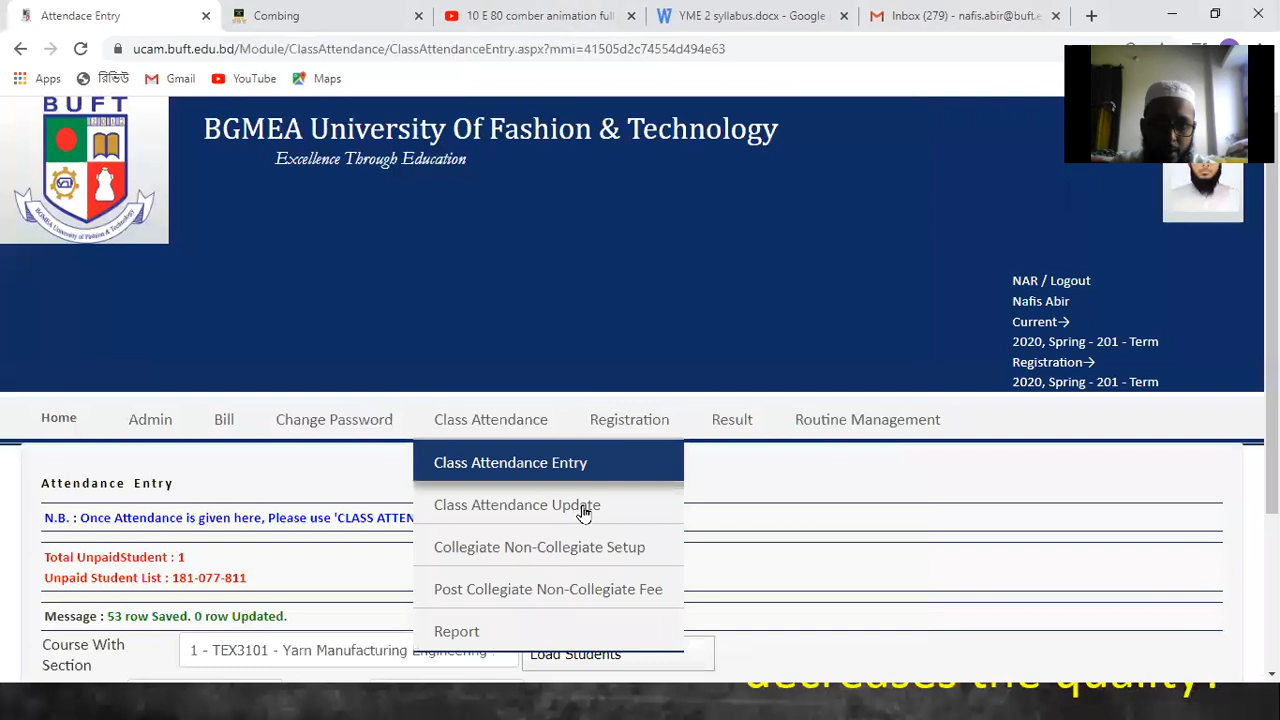 Attendance Entry
Combing
10 E 80 comber animation full
YME 2 syllabus.docx - Google
Inbox (279) - nafis.abir@buft.e
ucam.buft.edu.bd/Module/ClassAttendance/ClassAttendanceEntry.aspx?mmi=41505d2c74554d494e63
Apps
রিভিউ
Gmail
YouTube
Maps
BUFT
BGMEA University of Fashion & Technology
BGMEA University Of Fashion & Technology
Excellence Through Education
NAR / Logout
Nafis Abir
Current→
2020, Spring - 201 - Term
Registration→
2020, Spring - 201 - Term
Home Admin Bill Change Password Class Attendance Registration Result Routine Management
Class Attendance Entry
Class Attendance Update
Collegiate Non-Collegiate Setup
Post Collegiate Non-Collegiate Fee
Report
Attendance Entry
N.B. : Once Attendance is given here, Please use 'CLASS ATTEN
Total UnpaidStudent : 1
Unpaid Student List : 181-077-811
Message : 53 row Saved. 0 row Updated.
Course With Section
1 - TEX3101 - Yarn Manufacturing Engineering
Load Students
decreases the quality?